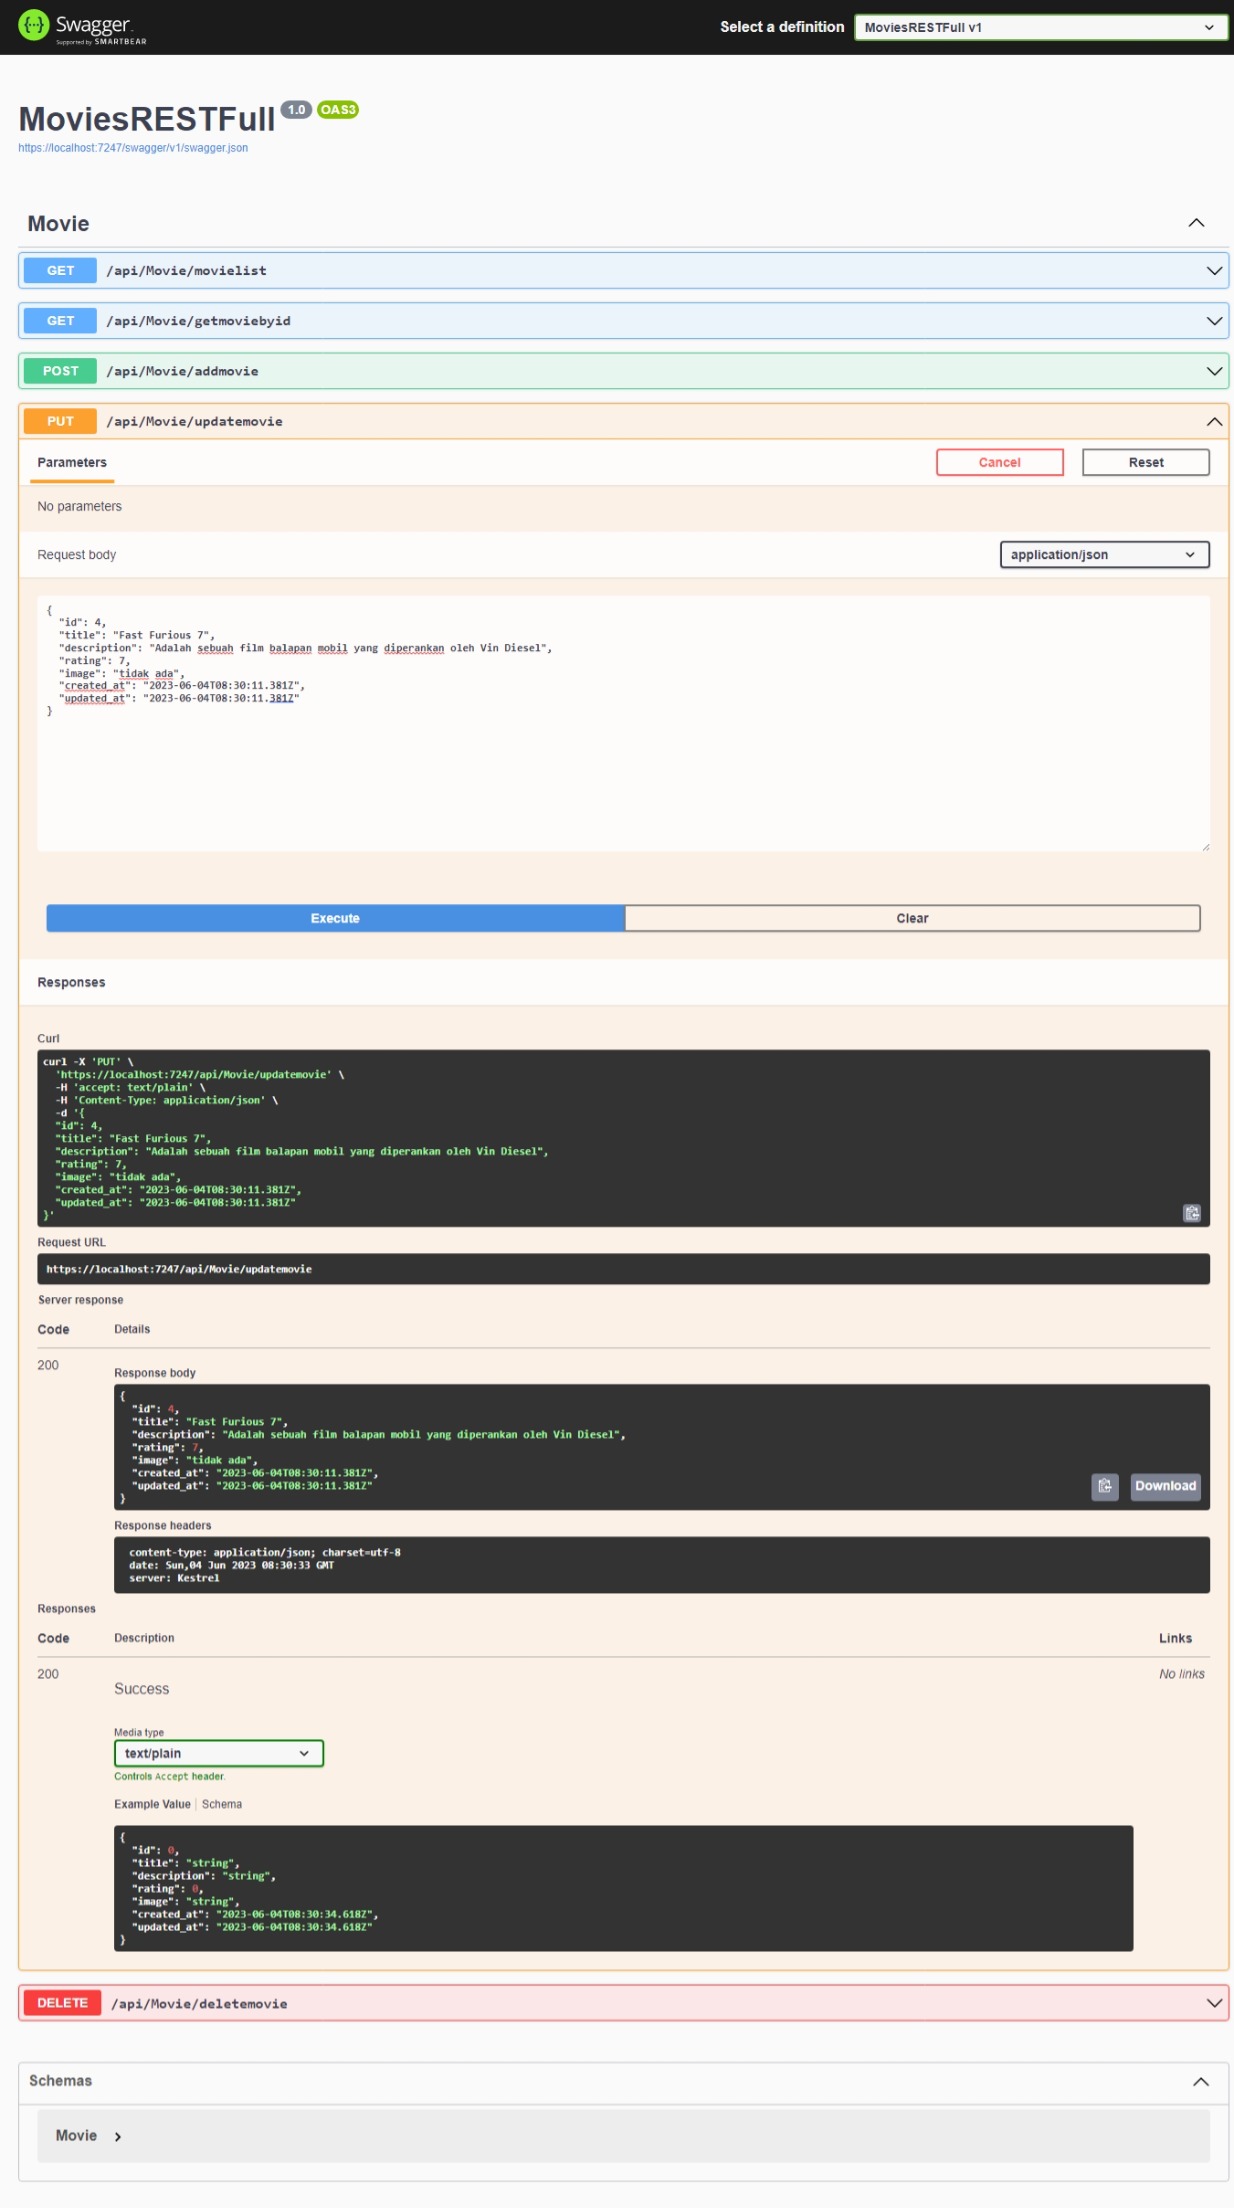 Swagger
Supported by SMARTBEAR
Select a definition
MoviesRESTFull v1
MoviesRESTFull 1.0 OAS3
https://localhost:7247/swagger/v1/swagger.json
Movie
GET /api/Movie/movielist
GET /api/Movie/getmoviebyid
POST /api/Movie/addmovie
PUT /api/Movie/updatemovie
Parameters
Cancel
Reset
No parameters
Request body
application/json
{
"id": 4,
"title": "Fast Furious 7",
"description": "Adalah sebuah film balapan mobil yang diperankan oleh Vin Diesel",
"rating": 7,
"image": "tidak ada",
"created_at": "2023-06-04T08:30:11.381Z",
"updated_at": "2023-06-04T08:30:11.381Z"
}
Execute
Clear
Responses
Curl
curl -X 'PUT' \
'https://localhost:7247/api/Movie/updatemovie' \
-H 'accept: text/plain' \
-H 'Content-Type: application/json' \
-d '{
"id": 4,
"title": "Fast Furious 7",
"description": "Adalah sebuah film balapan mobil yang diperankan oleh Vin Diesel",
"rating": 7,
"image": "tidak ada",
"created_at": "2023-06-04T08:30:11.381Z",
"updated_at": "2023-06-04T08:30:11.381Z"
}'
Request URL
https://localhost:7247/api/Movie/updatemovie
Server response
Code Details
200
Response body
{
"id": 4,
"title": "Fast Furious 7",
"description": "Adalah sebuah film balapan mobil yang diperankan oleh Vin Diesel",
"rating": 7,
"image": "tidak ada",
"created_at": "2023-06-04T08:30:11.381Z",
"updated_at": "2023-06-04T08:30:11.381Z"
}
Download
Response headers
content-type: application/json; charset=utf-8
date: Sun,04 Jun 2023 08:30:33 GMT
server: Kestrel
Responses
Code Description Links
200
Success
No links
Media type
text/plain
Controls Accept header.
Example Value Schema
{
"id": 0,
"title": "string",
"description": "string",
"rating": 0,
"image": "string",
"created_at": "2023-06-04T08:30:34.618Z",
"updated_at": "2023-06-04T08:30:34.618Z"
}
DELETE /api/Movie/deletemovie
Schemas
Movie